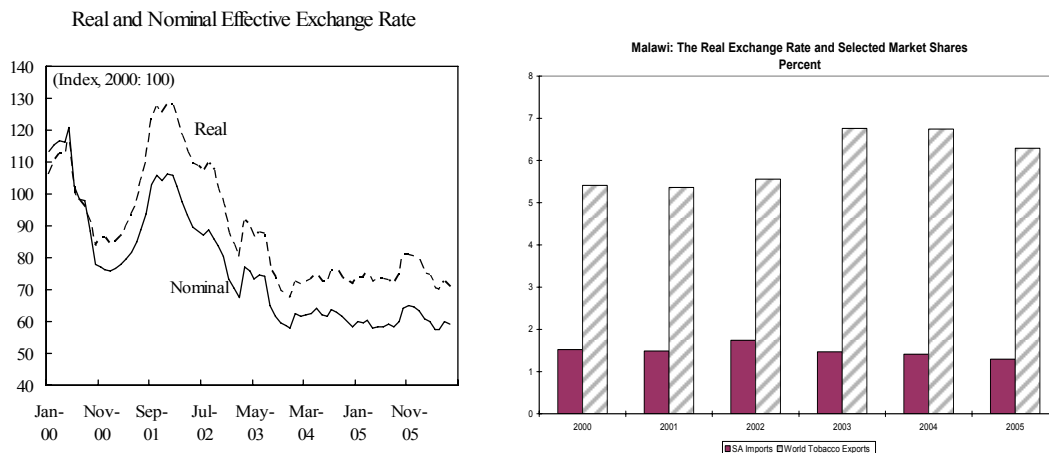 Real and Nominal Effective Exchange Rate
140
(Index, 2000: 100)
130
120
Real
110
100
90
80
70
Nominal
60
50
40
Jan-00
Nov-00
Sep-01
Jul-02
May-03
Mar-04
Jan-05
Nov-05
Malawi: The Real Exchange Rate and Selected Market Shares
Percent
8
7
6
5
4
3
2
1
0
2000
2001
2002
2003
2004
2005
SA Imports World Tobacco Exports